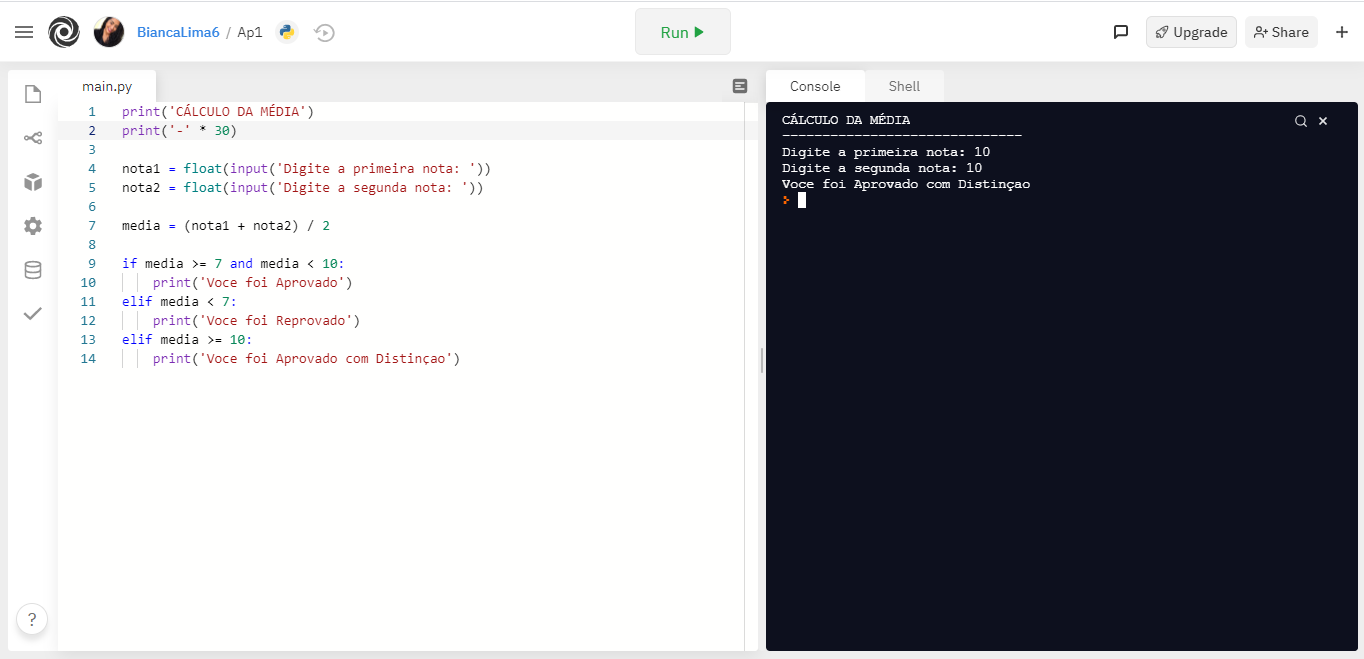 BiancaLima6 / Ap1
Run
Upgrade
Share
main.py
1 print('CÁLCULO DA MÉDIA')
2 print('-' * 30)
3
4 nota1 = float(input('Digite a primeira nota: '))
5 nota2 = float(input('Digite a segunda nota: '))
6
7 media = (nota1 + nota2) / 2
8
9 if media >= 7 and media < 10:
10 print('Voce foi Aprovado')
11 elif media < 7:
12 print('Voce foi Reprovado')
13 elif media >= 10:
14 print('Voce foi Aprovado com Distinçao')
?
Console Shell
CÁLCULO DA MÉDIA
------------------------------
Digite a primeira nota: 10
Digite a segunda nota: 10
Voce foi Aprovado com Distinçao